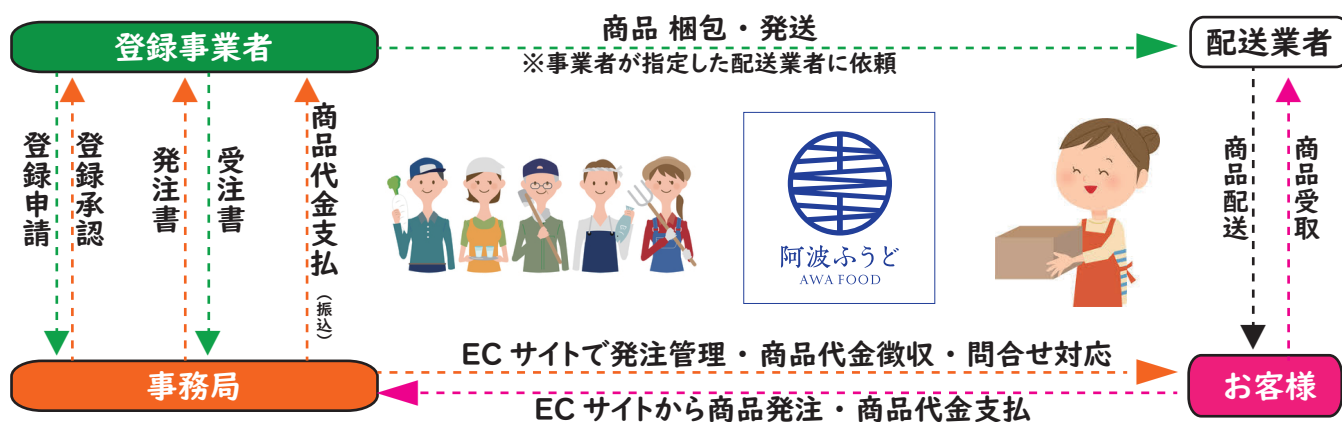 登録事業者
商品 梱包・発送
※事業者が指定した配送業者に依頼
配送業者
登録申請
登録承認
発注書
受注書
商品代金支払(振込)
阿波ふうど
AWA FOOD
商品配送
商品受取
事務局
ECサイトで発注管理・商品代金徴収・問合せ対応
ECサイトから商品発注・商品代金支払
お客様